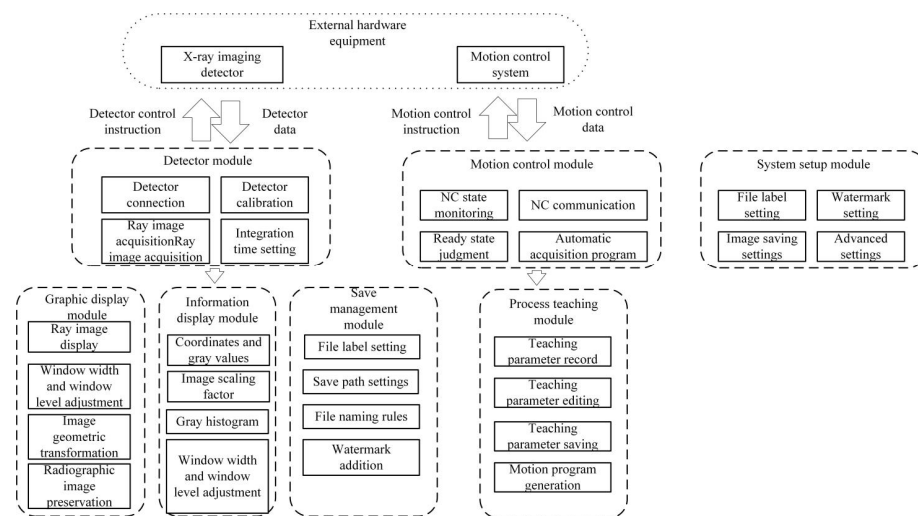 External hardware
equipment
X-ray imaging
detector
Motion control
system
Detector control
instruction
Detector
data
Motion control
instruction
Motion control
data
Detector module
Detector
connection
Detector
calibration
Ray image
acquisitionRay
image acquisition
Integration
time setting
Motion control module
NC state
monitoring
NC communication
Ready state
judgment
Automatic
acquisition program
System setup module
File label
setting
Watermark
setting
Image saving
settings
Advanced
settings
Graphic display
module
Ray image
display
Window width
and window
level adjustment
Image
geometric
transformation
Radiographic
image
preservation
Information
display module
Coordinates and
gray values
Image scaling
factor
Gray histogram
Window width
and window
level adjustment
Save
management
module
File label setting
Save path settings
File naming rules
Watermark
addition
Process teaching
module
Teaching
parameter record
Teaching
parameter editing
Teaching
parameter saving
Motion program
generation